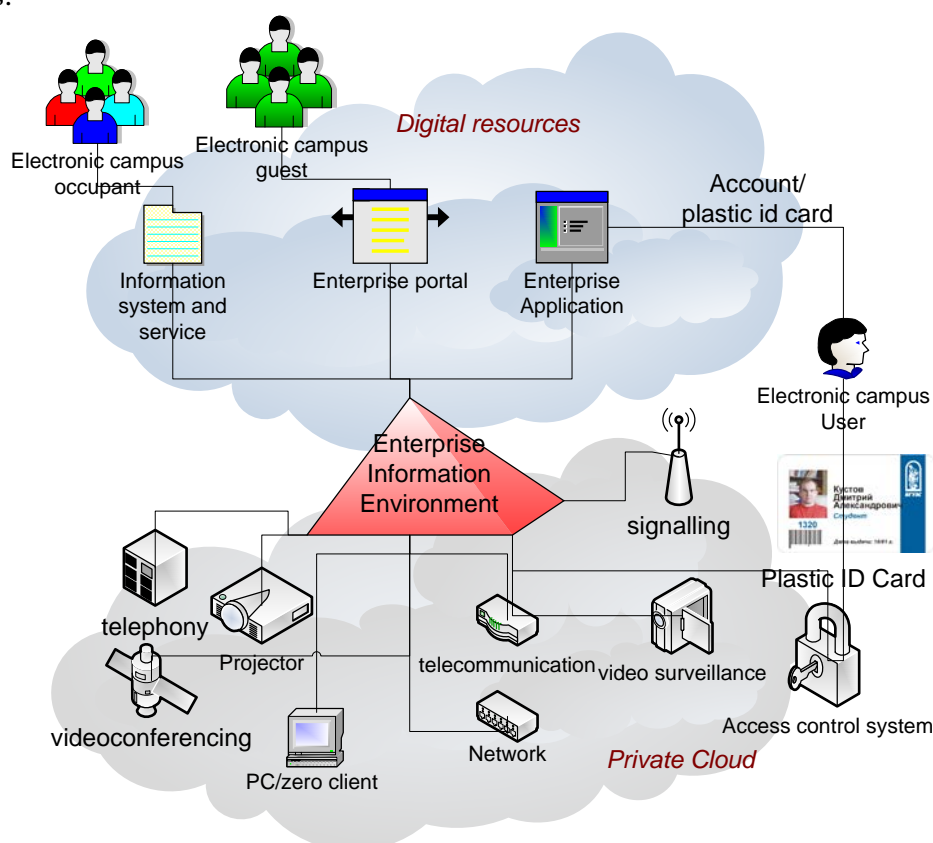 Digital resources
Electronic campus
occupant
Electronic campus
guest
Account/
plastic id card
Information
system and
service
Enterprise portal
Enterprise
Application
Electronic campus
User
Enterprise
Information
Environment
signalling
Кустов
Дмитрий
Александрович
Студент
1320
Plastic ID Card
telephony
Projector
telecommunication
video surveillance
videoconferencing
PC/zero client
Network
Access control system
Private Cloud